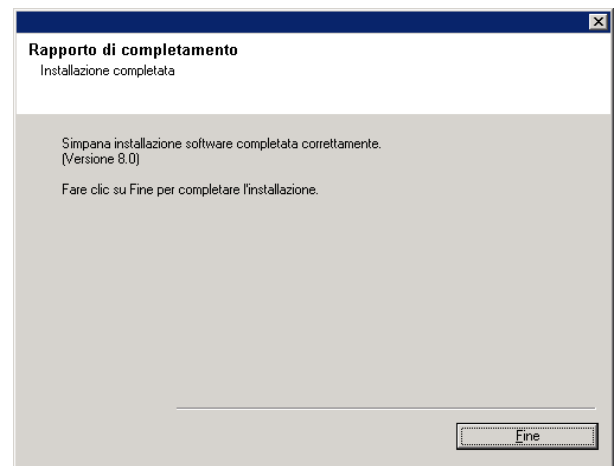 Rapporto di completamento
Installazione completata
Simpana installazione software completata correttamente.
(Versione 8.0)
Fare clic su Fine per completare l'installazione.
Fine